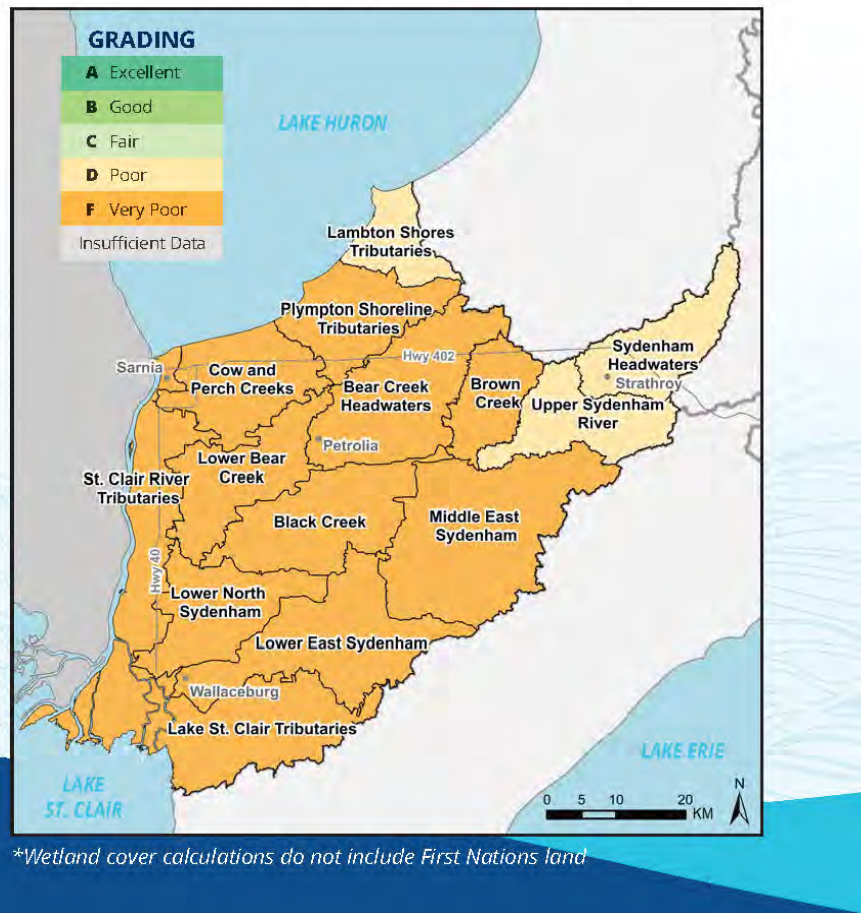 GRADING
A Excellent
B Good
C Fair
D Poor
F Very Poor
Insufficient Data
LAKE HURON
Lambton Shores
Tributaries
Plympton Shoreline
Tributaries
Hwy 402
Sydenham
Headwaters
Strathroy
Sarnia
Cow and
Perch Creeks
Bear Creek
Headwaters
Brown
Creek
Upper Sydenham
River
Petrolia
Lower Bear
Creek
St. Clair River
Tributaries
Black Creek
Middle East
Sydenham
Hwy 40
Lower North
Sydenham
Lower East Sydenham
Wallaceburg
Lake St. Clair Tributaries
LAKE ERIE
LAKE
ST. CLAIR
N
0 5 10 20
KM
*Wetland cover calculations do not include First Nations land